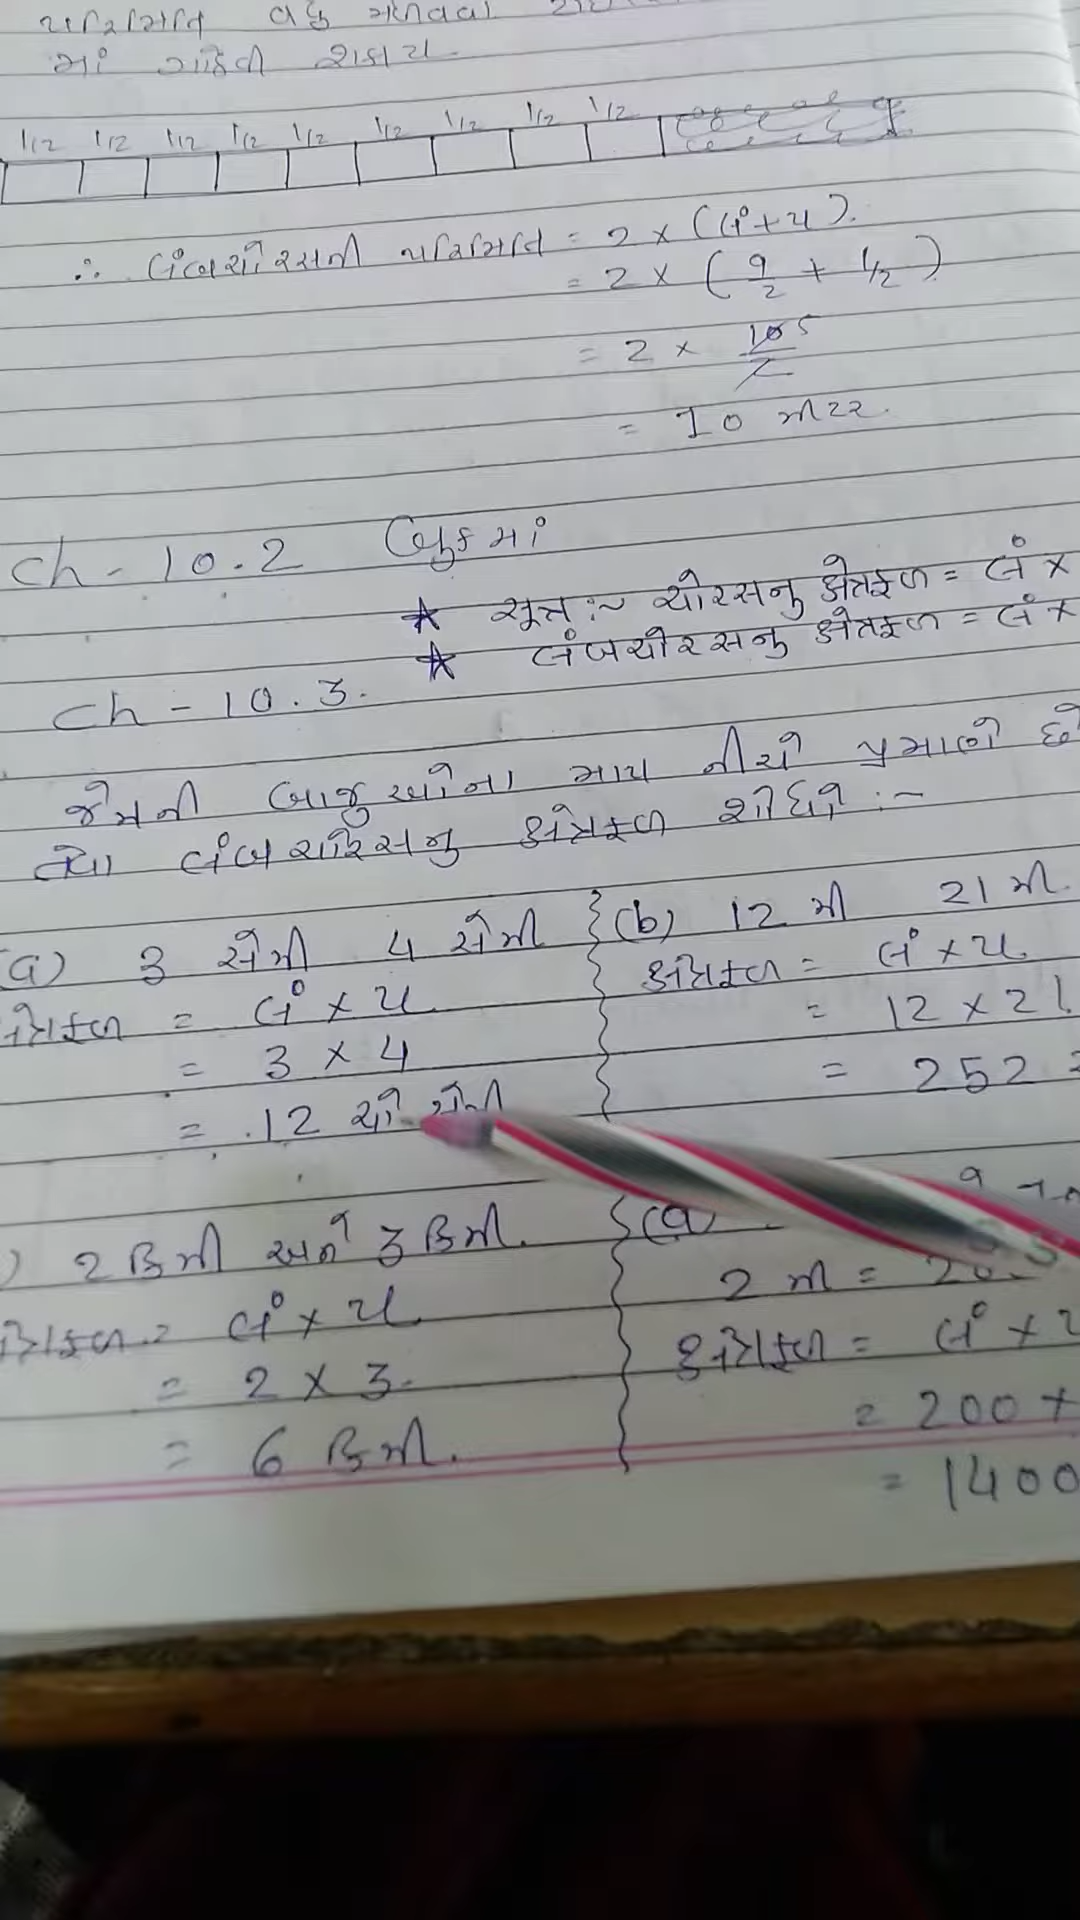 પરિમિતિ વધુ મળવવા
માં ગોઠવી શકાય.
1/2 1/2 1/2 1/2 1/2 1/2 1/2 1/2 1/2
∴ લંબચોરસની પરિમિતિ = 2 × (લં + પ).
= 2 × ( 9/2 + 1/2 )
= 2 × 10/2 5
= 10 મીટર.
Ch - 10.2 બુકમાં
★ સૂત્ર :~ ચોરસનુ ક્ષેત્રફળ = લં ×
★ લંબચોરસનુ ક્ષેત્રફળ = લં ×
Ch - 10.3.
જેમની બાજુઓના માપ નીચે પ્રમાણે છે
તેવા લંબચોરસનુ ક્ષેત્રફળ શોધો :-
(a) 3 સેમી 4 સેમી
ક્ષેત્રફળ = લં × પ
= 3 × 4
= 12 ચો સેમી
(b) 12 મી 21 મી.
ક્ષેત્રફળ = લં × પ
= 12 × 21
= 252
) 2 કિમી અને 3 કિમી.
ક્ષેત્રફળ = લં × પ
= 2 × 3.
= 6 કિમી.
(d)
2 મી = 20
ક્ષેત્રફળ = લં × પ
= 200 ×
= 1400